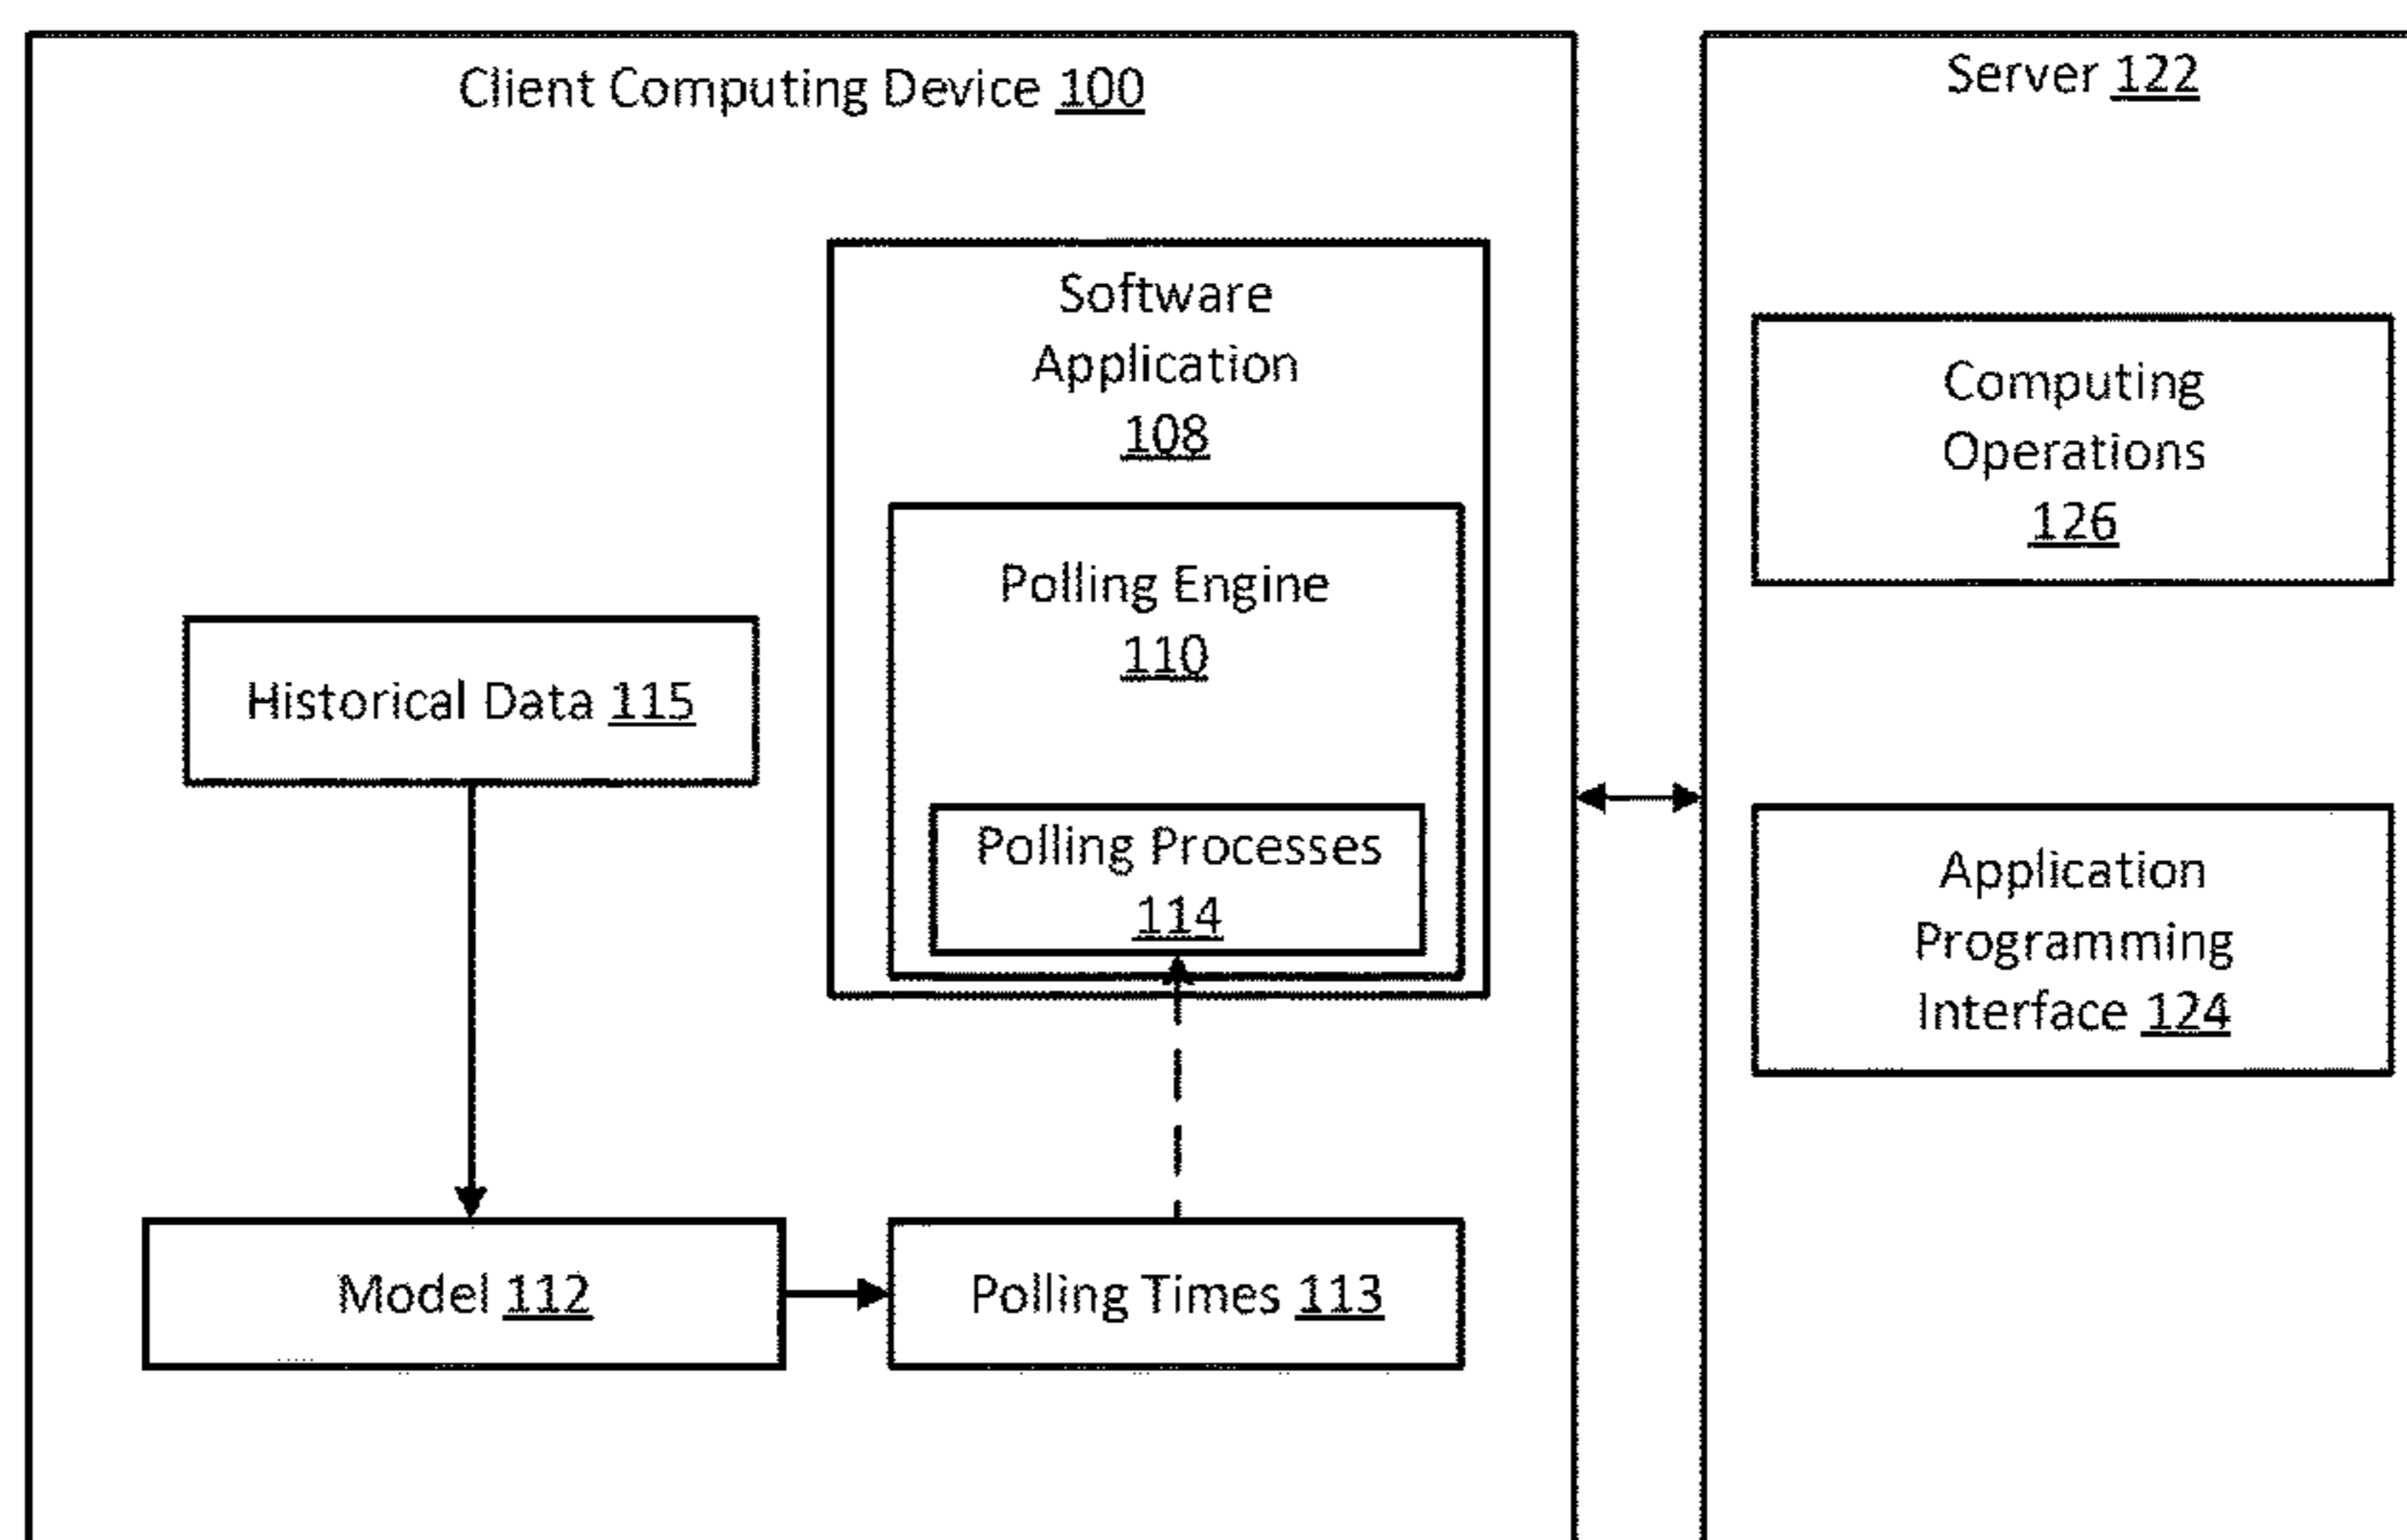 Client Computing Device 100
Server 122
Software
Application
108
Polling Engine
110
Polling Processes
114
Historical Data 115
Model 112
Polling Times 113
Computing
Operations
126
Application
Programming
Interface 124